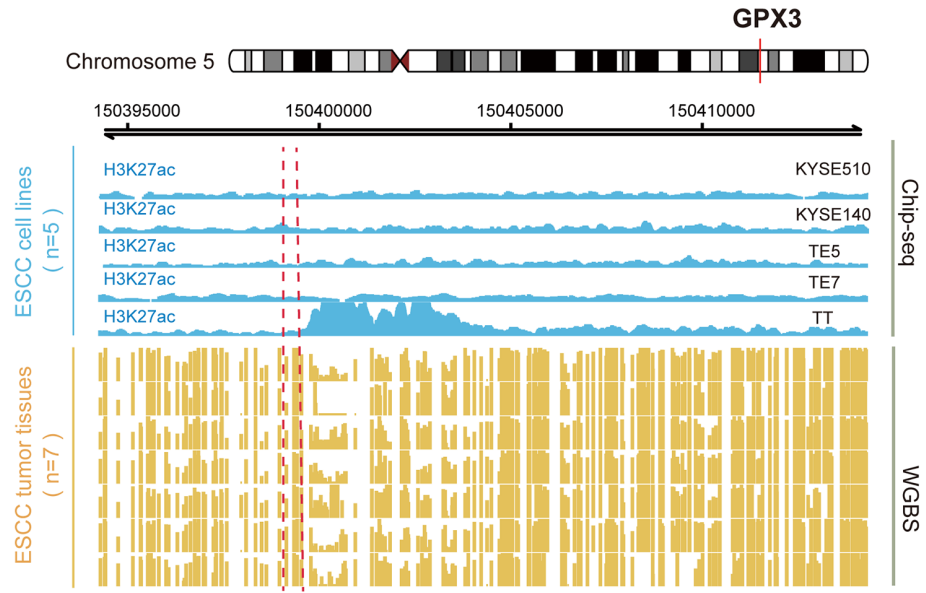 GPX3
Chromosome 5
150395000 150400000 150405000 150410000
H3K27ac KYSE510
H3K27ac KYSE140
H3K27ac TE5
H3K27ac TE7
H3K27ac TT
ESCC cell lines
( n=5 )
Chip-seq
ESCC tumor tissues
( n=7 )
WGBS